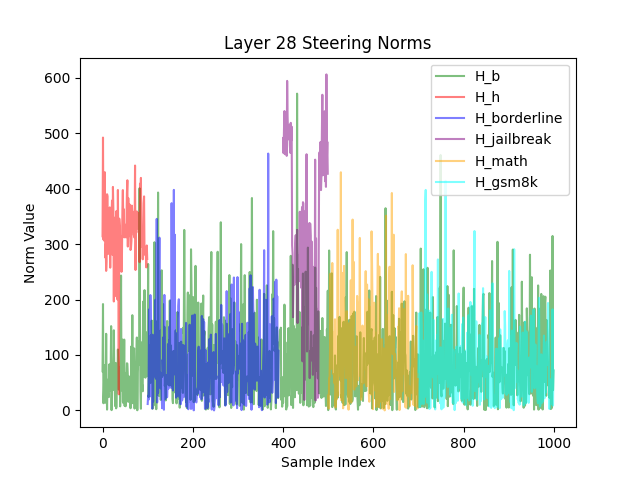 Layer 28 Steering Norms
Norm Value
600
500
400
300
200
100
0
H_b
H_h
H_borderline
H_jailbreak
H_math
H_gsm8k
0
200
400
600
800
1000
Sample Index